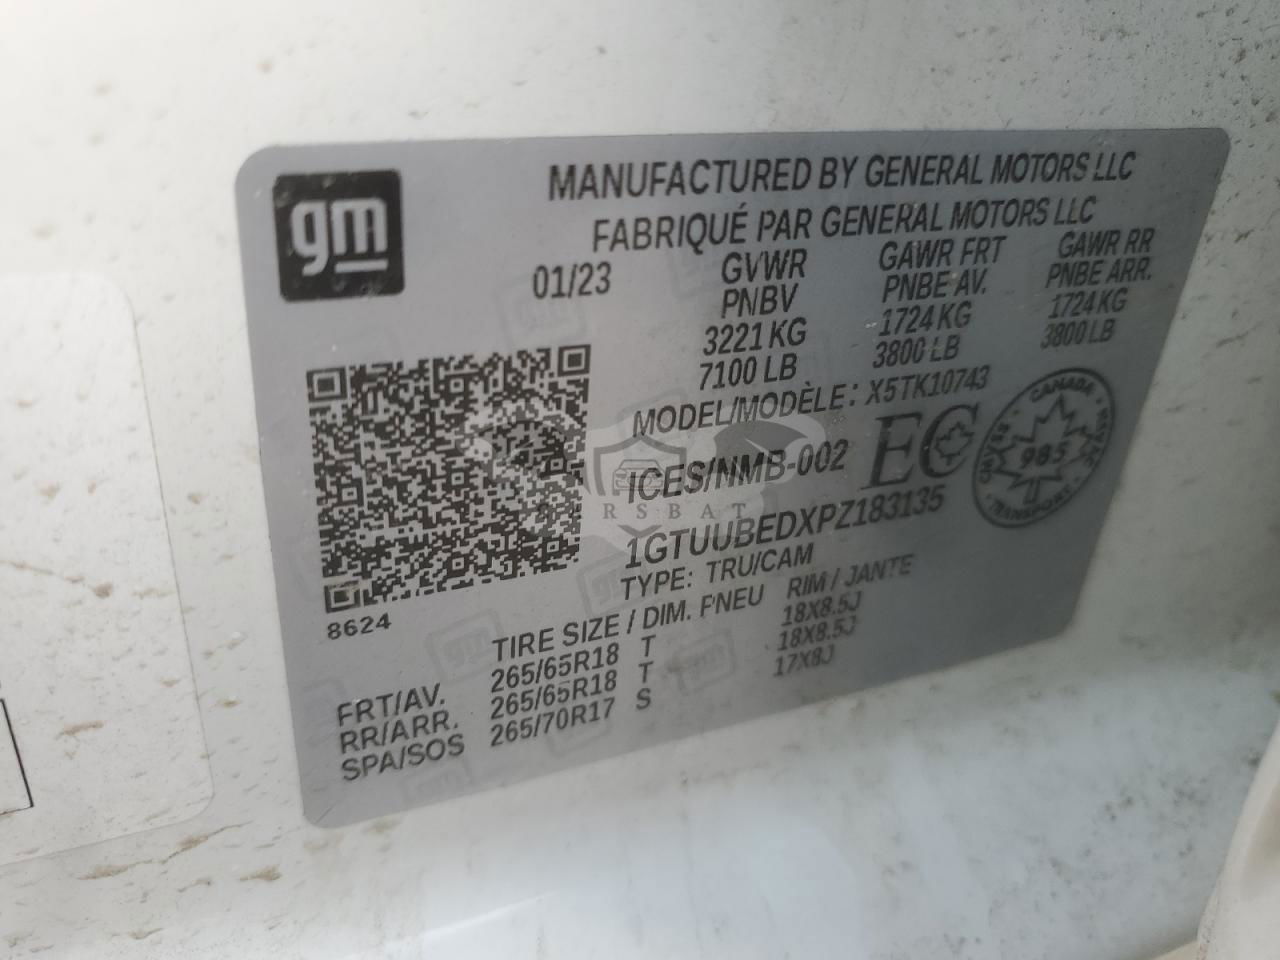 gm
MANUFACTURED BY GENERAL MOTORS LLC
FABRIQUÉ PAR GENERAL MOTORS LLC
01/23
GVWR GAWR FRT GAWR RR
PNBV PNBE AV. PNBE ARR.
3221 KG 1724 KG 1724 KG
7100 LB 3800 LB 3800 LB
MODEL/MODÈLE: X5TK10743
ICES/NMB-002 EC
CANADA
985
TRANSPORT
1GTUUBEDXPZ183135
TYPE: TRU/CAM
8624
TIRE SIZE / DIM. PNEU RIM / JANTE
FRT/AV. 265/65R18 T 18X8.5J
RR/ARR. 265/65R18 T 18X8.5J
SPA/SOS 265/70R17 S 17X8J